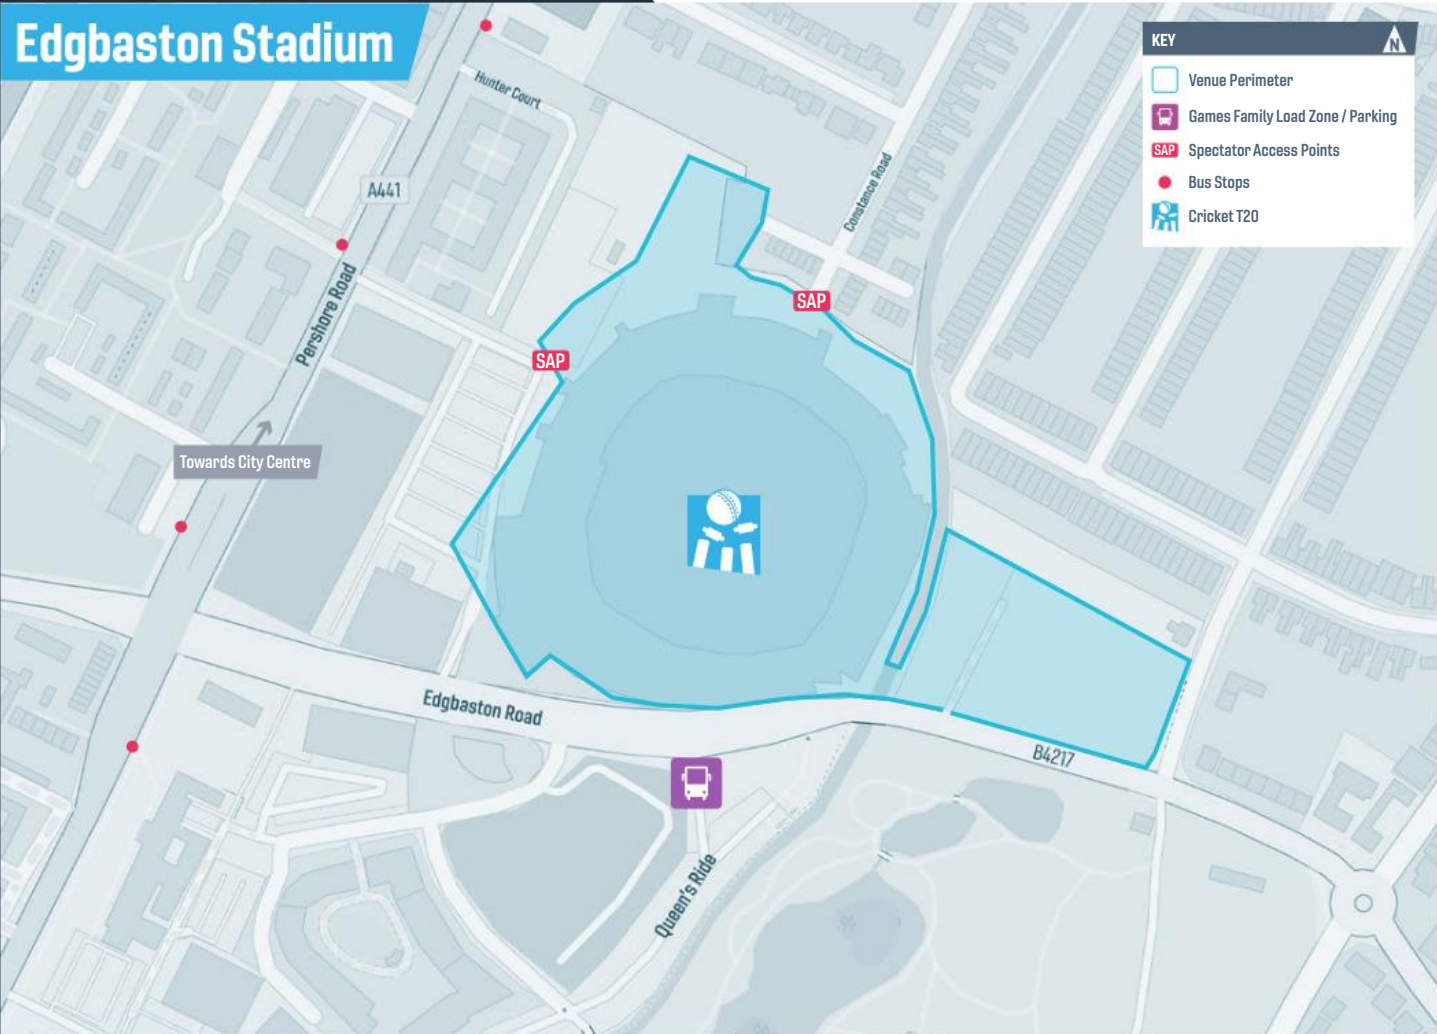 Edgbaston Stadium
KEY
N
Venue Perimeter
Games Family Load Zone / Parking
SAP Spectator Access Points
Bus Stops
Cricket T20
Hunter Court
A441
Constance Road
Pershore Road
SAP
SAP
Towards City Centre
Edgbaston Road
B4217
Queen's Ride